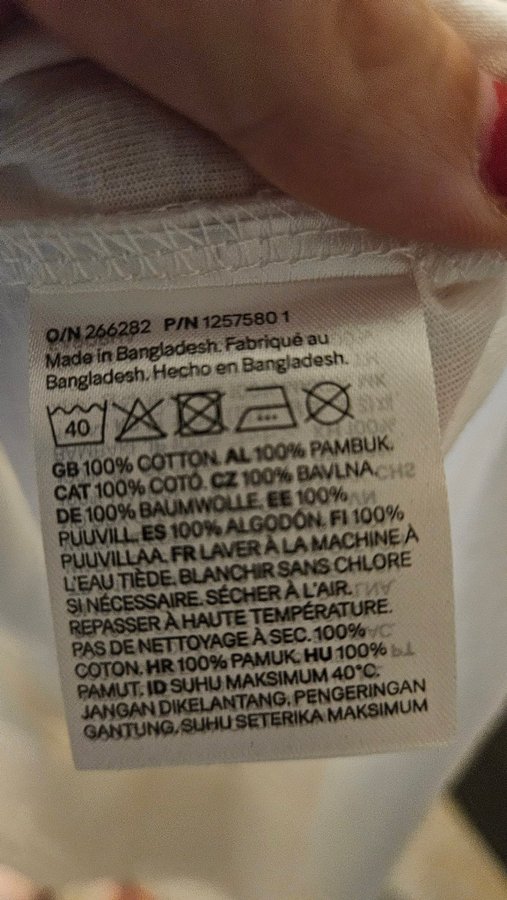 O/N 266282 P/N 1257580 1
Made in Bangladesh. Fabriqué au
Bangladesh. Hecho en Bangladesh.
40
GB 100% COTTON. AL 100% PAMBUK.
CAT 100% COTÓ. CZ 100% BAVLNA.
DE 100% BAUMWOLLE. EE 100%
PUUVILL. ES 100% ALGODÓN. FI 100%
PUUVILLAA. FR LAVER À LA MACHINE À
L'EAU TIÈDE. BLANCHIR SANS CHLORE
SI NÉCESSAIRE. SÉCHER À L'AIR.
REPASSER À HAUTE TEMPÉRATURE.
PAS DE NETTOYAGE À SEC. 100%
COTON. HR 100% PAMUK. HU 100%
PAMUT. ID SUHU MAKSIMUM 40°C.
JANGAN DIKELANTANG. PENGERINGAN
GANTUNG. SUHU SETERIKA MAKSIMUM